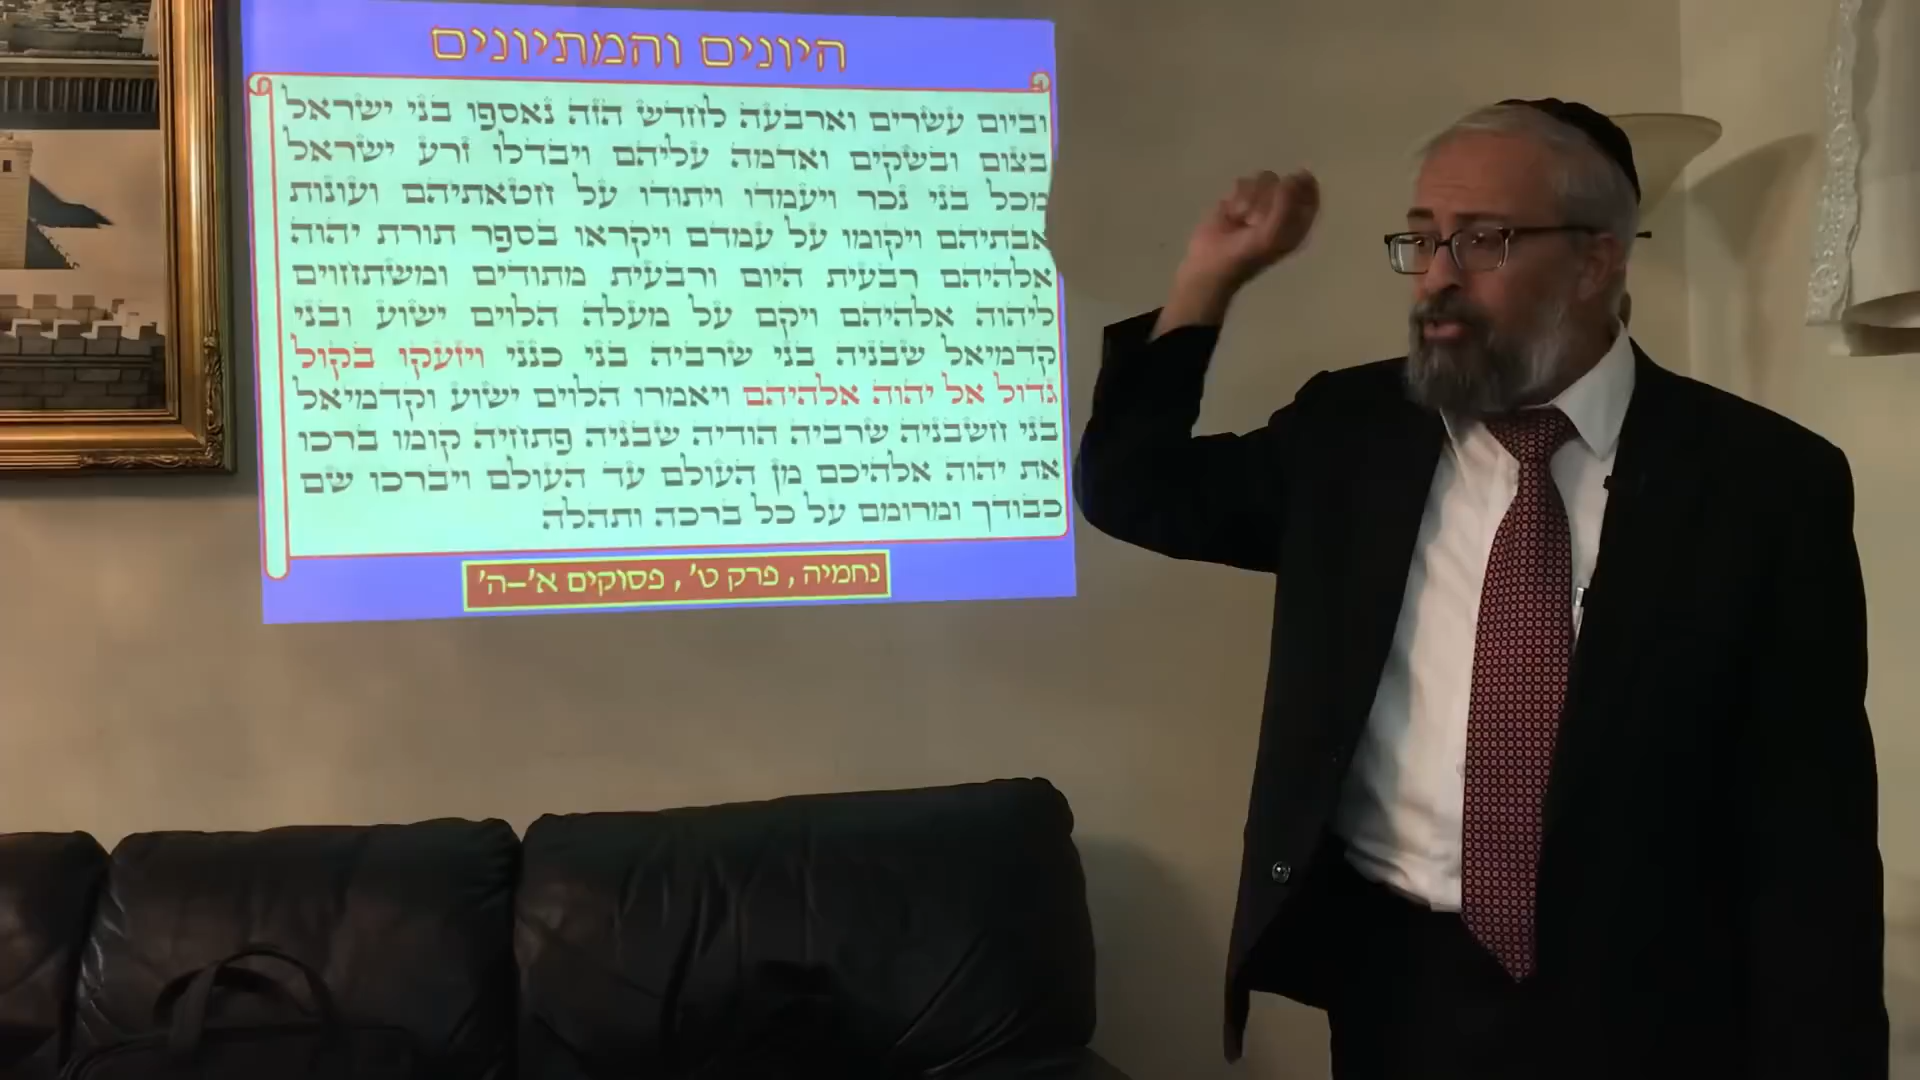 היונים והמתיונים
וביום עשרים וארבעה לחדש הזה נאספו בני ישראל
בצום ובשקים ואדמה עליהם ויבדלו זרע ישראל
מכל בני נכר ויעמדו ויתודו על חטאתיהם ועונות
אבתיהם ויקומו על עמדם ויקראו בספר תורת יהוה
אלהיהם רבעית היום ורבעית מתודים ומשתחוים
ליהוה אלהיהם ויקם על מעלה הלוים ישוע ובני
קדמיאל שבניה בני שרביה בני כנני ויזעקו בקול
גדול אל יהוה אלהיהם ויאמרו הלוים ישוע וקדמיאל
בני חשבניה שרביה הודיה שבניה פתחיה קומו ברכו
את יהוה אלהיכם מן העולם עד העולם ויברכו שם
כבודך ומרומם על כל ברכה ותהלה
נחמיה, פרק ט', פסוקים א'–ה'